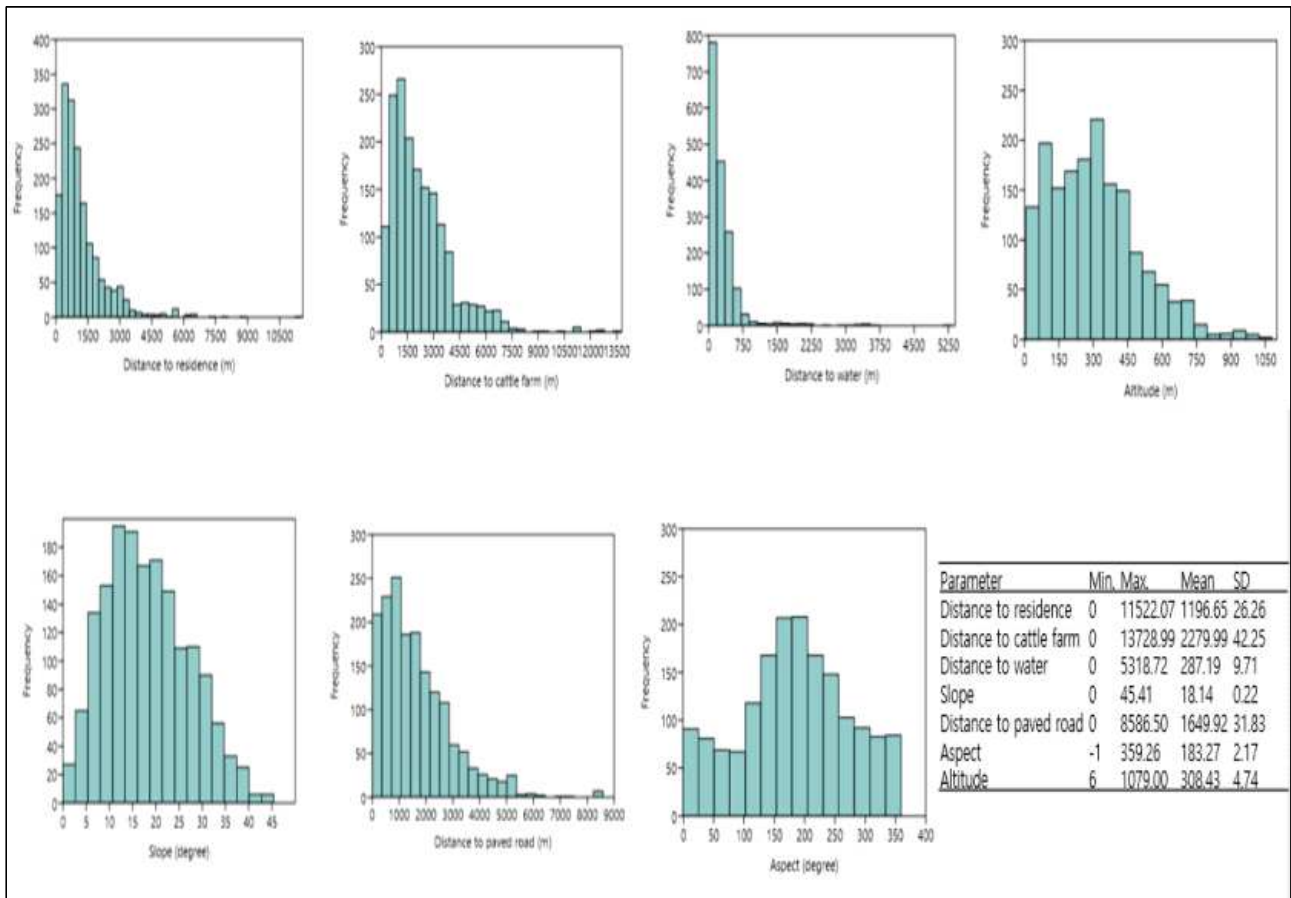 400
350
300
250
200
150
100
50
0
Frequency
0 1500 3000 4500 6000 7500 9000 10500
Distance to residence (m)
300
250
200
150
100
50
0
Frequency
0 1500 3000 4500 6000 7500 9000 10500 12000 13500
Distance to cattle farm (m)
800
700
600
500
400
300
200
100
0
Frequency
0 750 1500 2250 3000 3750 4500 5250
Distance to water (m)
300
250
200
150
100
50
0
Frequency
0 150 300 450 600 750 900 1050
Altitude (m)
180
160
140
120
100
80
60
40
20
0
Frequency
0 5 10 15 20 25 30 35 40 45
Slope (degree)
300
250
200
150
100
50
0
Frequency
0 1000 2000 3000 4000 5000 6000 7000 8000 9000
Distance to paved road (m)
300
250
200
150
100
50
0
Frequency
0 50 100 150 200 250 300 350 400
Aspect (degree)
Parameter Min. Max. Mean SD
Distance to residence 0 11522.07 1196.65 26.26
Distance to cattle farm 0 13728.99 2279.99 42.25
Distance to water 0 5318.72 287.19 9.71
Slope 0 45.41 18.14 0.22
Distance to paved road 0 8586.50 1649.92 31.83
Aspect -1 359.26 183.27 2.17
Altitude 6 1079.00 308.43 4.74